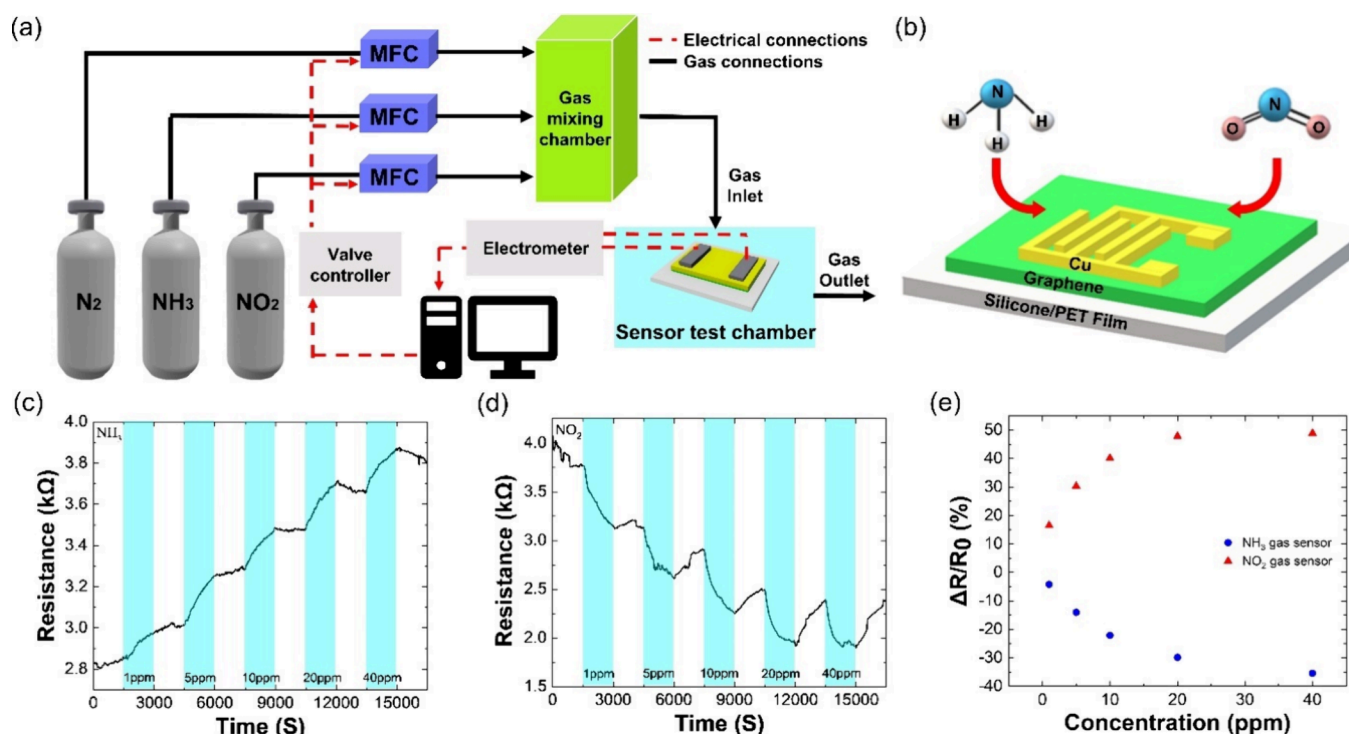 (a)
MFC
MFC
MFC
Gas
mixing
chamber
Electrical connections
Gas connections
Gas
Inlet
N2
NH3
NO2
Valve
controller
Electrometer
Sensor test chamber
Gas
Outlet
(b)
N
H
H
H
N
O
O
Cu
Graphene
Silicone/PET Film
(c)
NH3
Resistance (kΩ)
4.0
3.8
3.6
3.4
3.2
3.0
2.8
1ppm
5ppm
10ppm
20ppm
40ppm
0
3000
6000
9000
12000
15000
Time (S)
(d)
NO2
Resistance (kΩ)
4.0
3.5
3.0
2.5
2.0
1.5
1ppm
5ppm
10ppm
20ppm
40ppm
0
3000
6000
9000
12000
15000
Time (S)
(e)
ΔR/R0 (%)
50
40
30
20
10
0
-10
-20
-30
-40
NH3 gas sensor
NO2 gas sensor
0
10
20
30
40
Concentration (ppm)